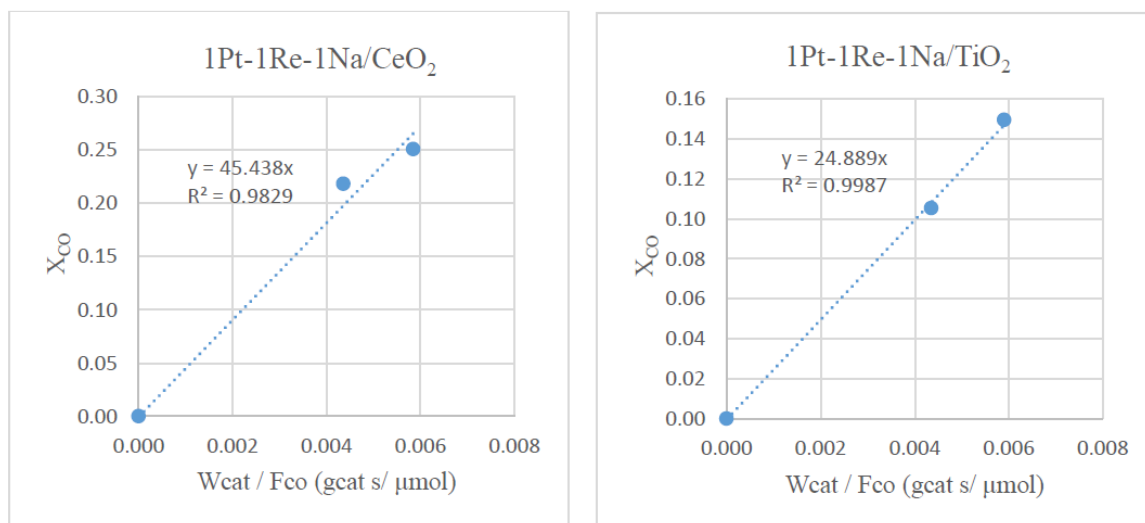 1Pt-1Re-1Na/CeO₂
0.30
0.25
0.20
0.15
0.10
0.05
0.00
y = 45.438x
R² = 0.9829
X_CO
0.000 0.002 0.004 0.006 0.008
Wcat / Fco (gcat s/ μmol)
1Pt-1Re-1Na/TiO₂
0.16
0.14
0.12
0.10
0.08
0.06
0.04
0.02
0.00
y = 24.889x
R² = 0.9987
X_CO
0.000 0.002 0.004 0.006 0.008
Wcat / Fco (gcat s/ μmol)